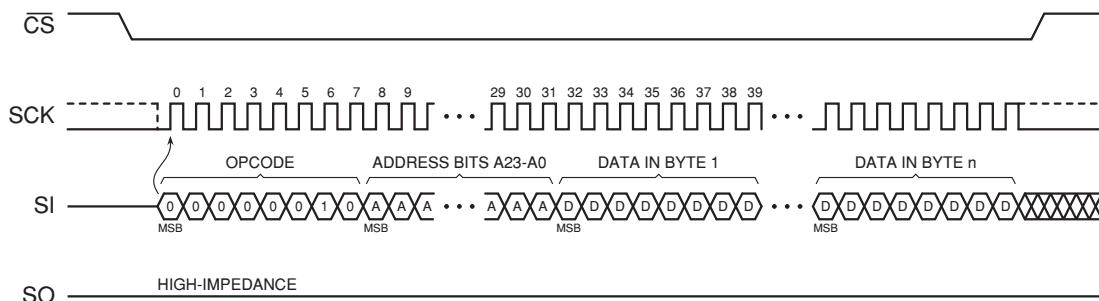 CS
0 1 2 3 4 5 6 7 8 9 29 30 31 32 33 34 35 36 37 38 39
SCK
OPCODE ADDRESS BITS A23-A0 DATA IN BYTE 1 DATA IN BYTE n
SI 0 0 0 0 0 0 1 0 A A A A A A D D D D D D D D D D D D D D D D
MSB MSB MSB MSB
HIGH-IMPEDANCE
SO